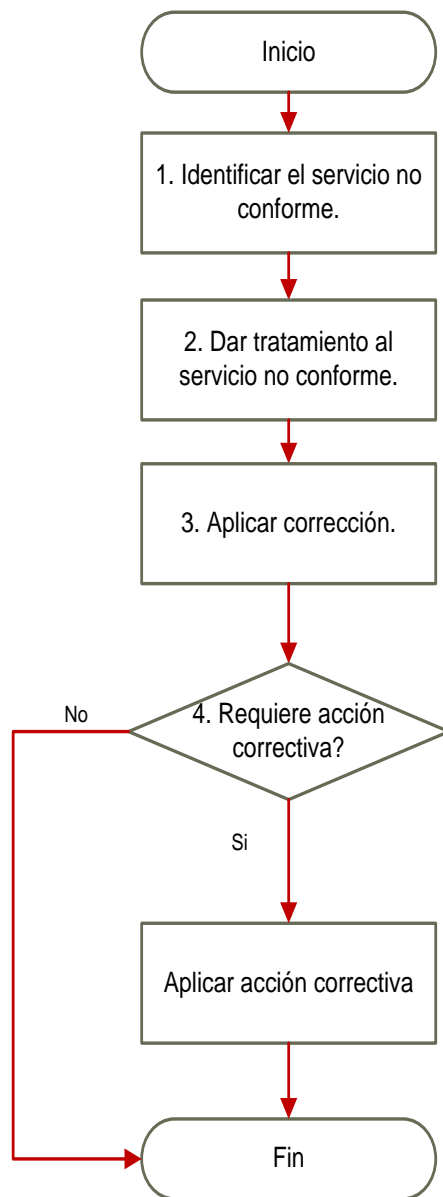 Inicio
1. Identificar el servicio no
conforme.
2. Dar tratamiento al
servicio no conforme.
3. Aplicar corrección.
4. Requiere acción
correctiva?
No
Si
Aplicar acción correctiva
Fin